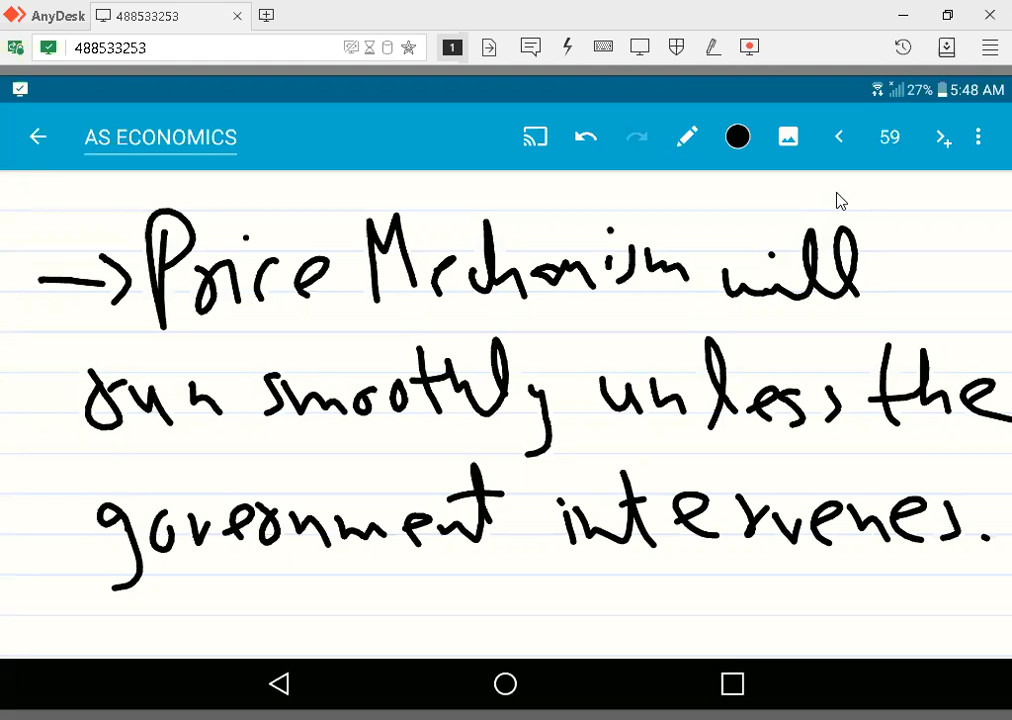 AnyDesk 488533253
488533253 1
27% 5:48 AM
AS ECONOMICS 59
→ Price Mechanism will
run smoothly unless the
government intervenes.